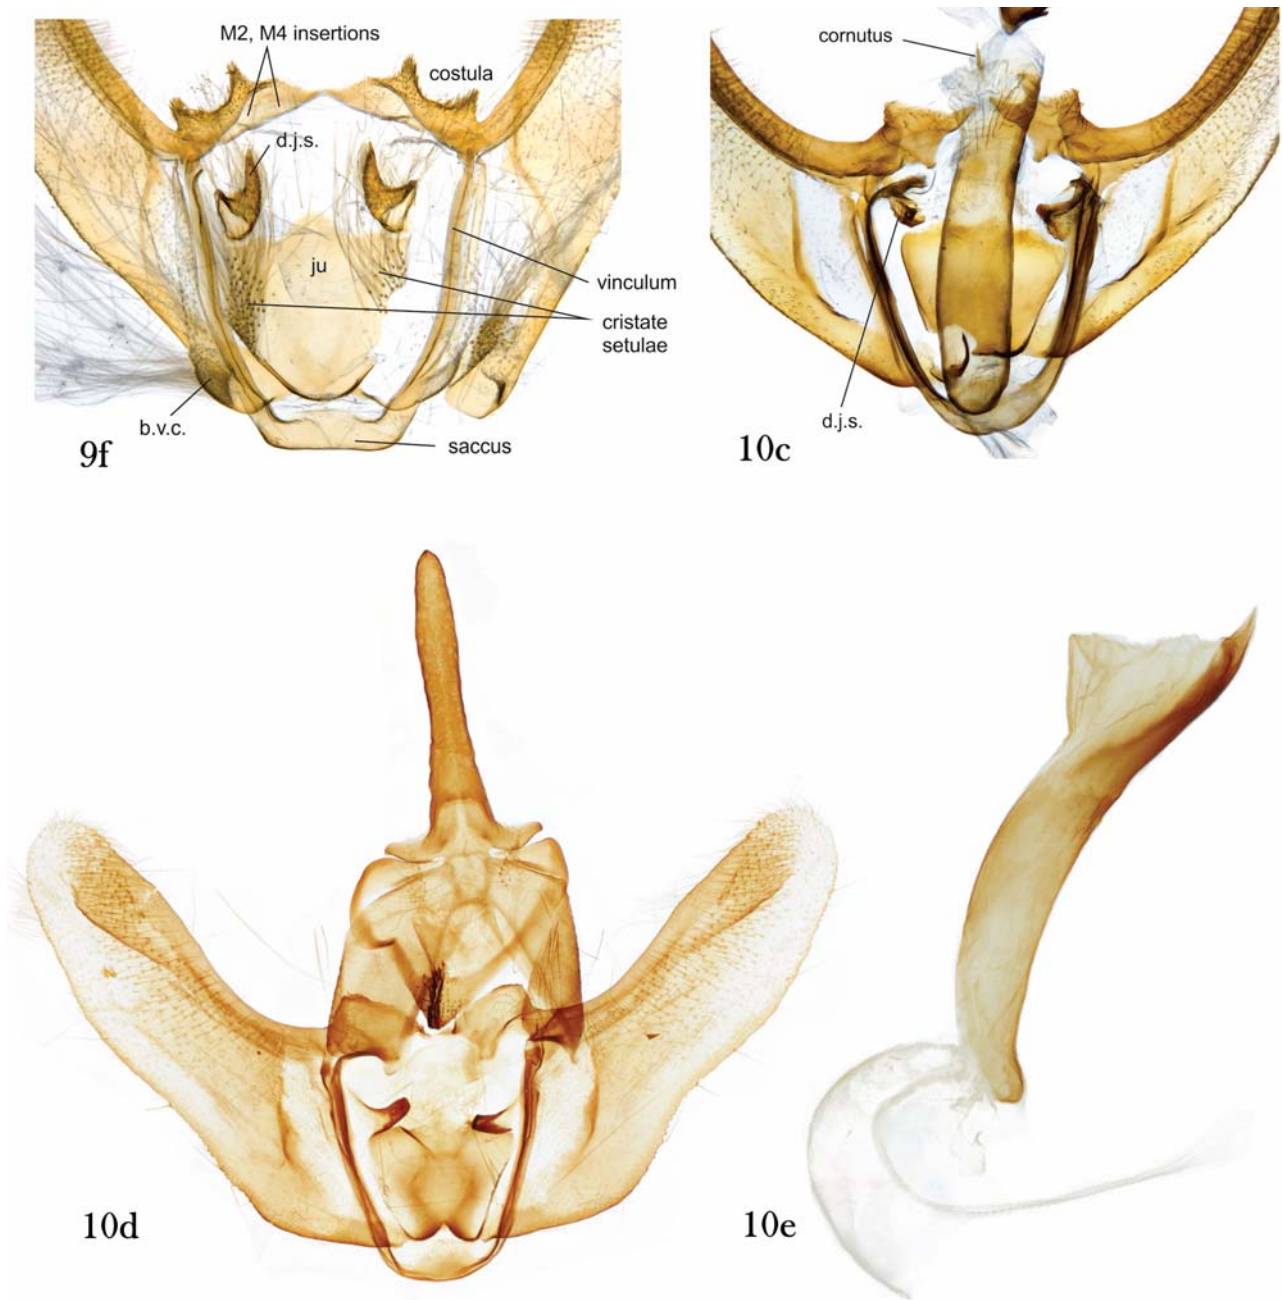 M2, M4 insertions
costula
d.j.s.
ju
vinculum
cristate
setulae
b.v.c.
saccus
9f
cornutus
d.j.s.
10c
10d
10e